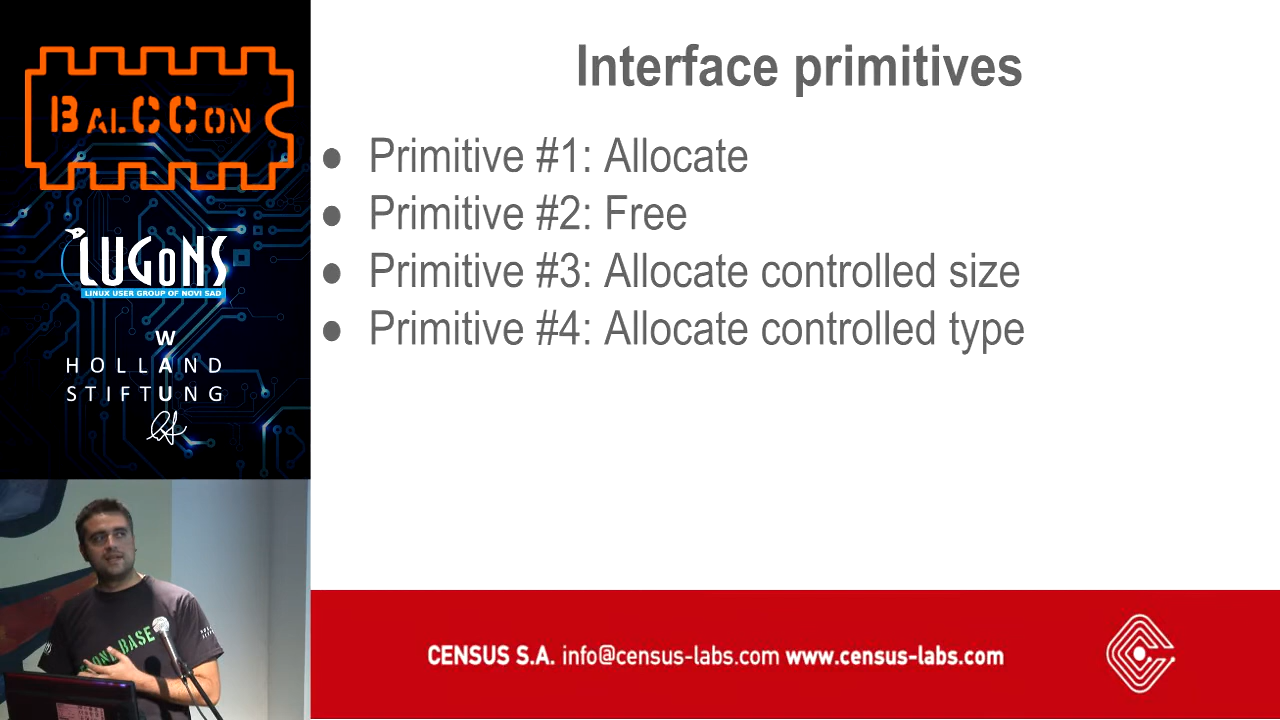 BALCCON
LUGoNS
LINUX USER GROUP OF NOVI SAD
W
HOLLAND
STIFTUNG
Interface primitives
● Primitive #1: Allocate
● Primitive #2: Free
● Primitive #3: Allocate controlled size
● Primitive #4: Allocate controlled type
BASE
CENSUS S.A. info@census-labs.com www.census-labs.com